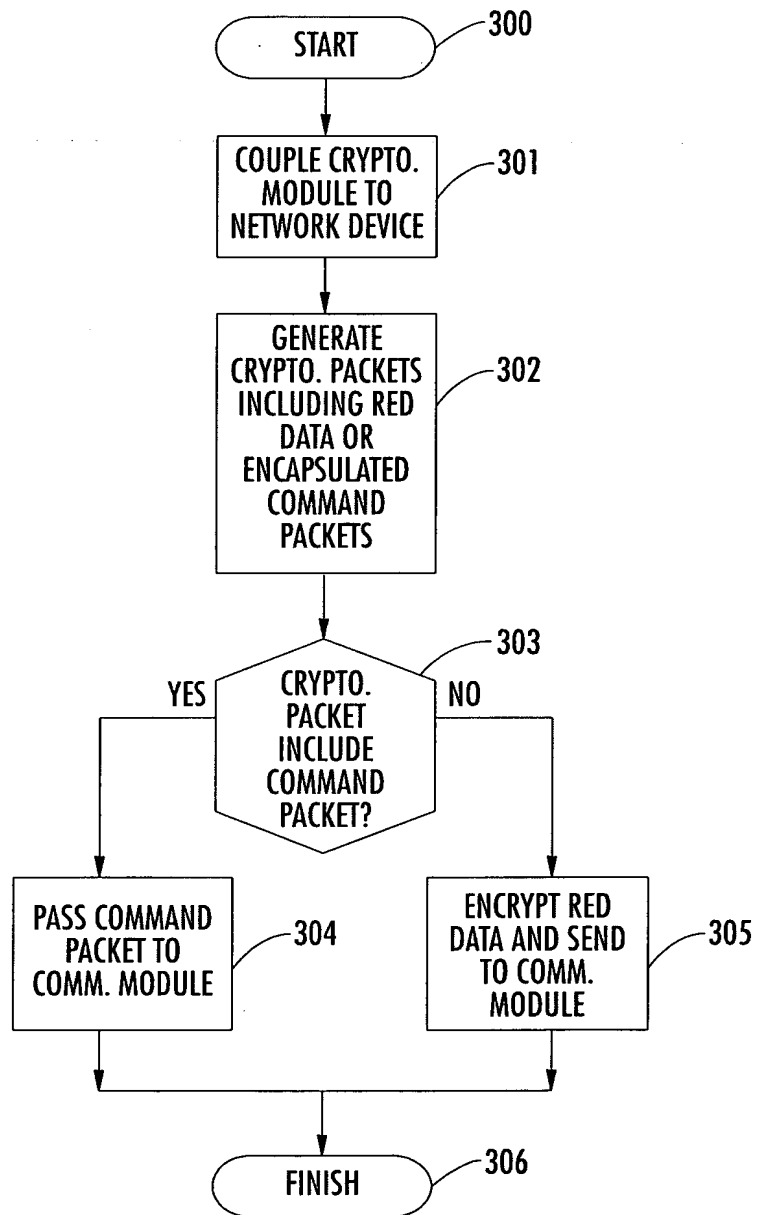 START
300
COUPLE CRYPTO.
MODULE TO
NETWORK DEVICE
301
GENERATE
CRYPTO. PACKETS
INCLUDING RED
DATA OR
ENCAPSULATED
COMMAND
PACKETS
302
303
YES
CRYPTO.
PACKET
INCLUDE
COMMAND
PACKET?
NO
PASS COMMAND
PACKET TO
COMM. MODULE
304
ENCRYPT RED
DATA AND SEND
TO COMM.
MODULE
305
FINISH
306